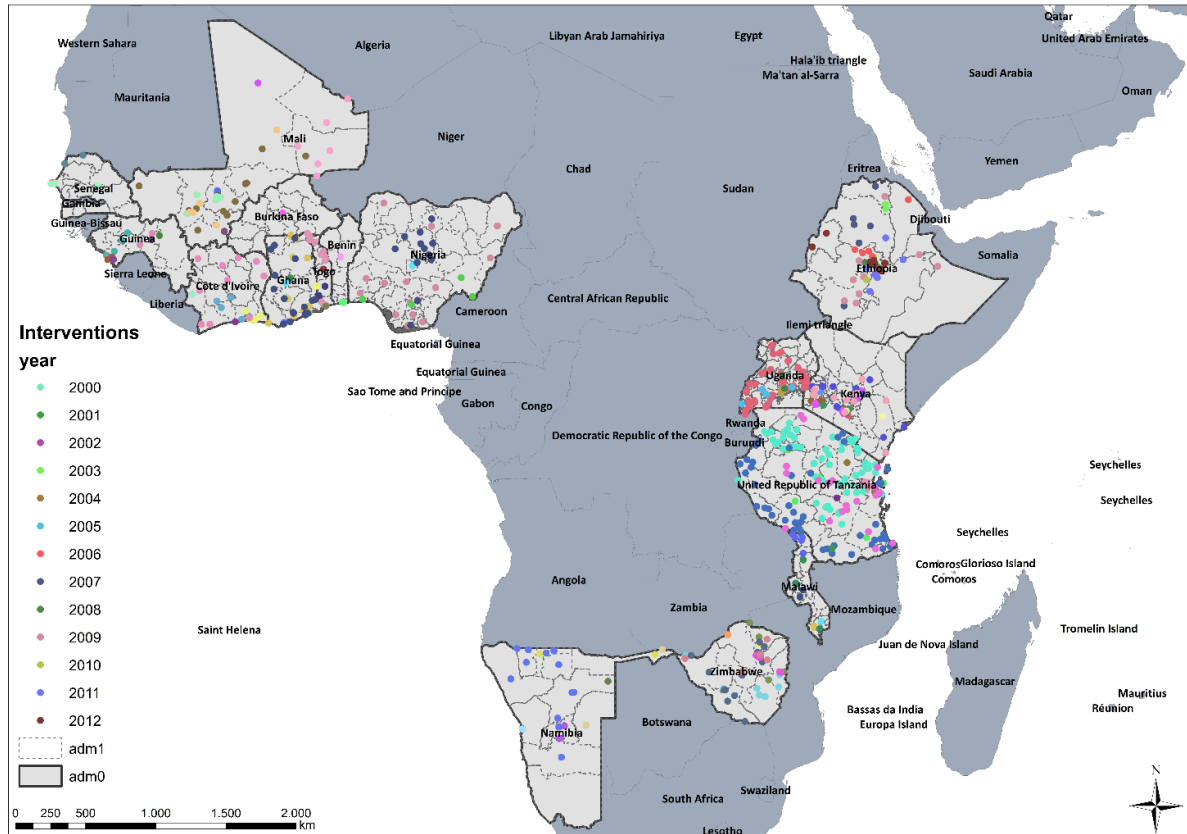 Qatar
Western Sahara
Algeria
Libyan Arab Jamahiriya
Egypt
United Arab Emirates
Hala'ib triangle
Ma'tan al-Sarra
Saudi Arabia
Oman
Mauritania
Mali
Niger
Chad
Sudan
Yemen
Eritrea
Senegal
Gambia
Guinea-Bissau
Guinea
Burkina Faso
Benin
Nigeria
Djibouti
Somalia
Ethiopia
Sierra Leone
Côte d'Ivoire
Ghana
Togo
Liberia
Cameroon
Central African Republic
Ilemi triangle
Equatorial Guinea
Equatorial Guinea
Sao Tome and Principe
Gabon
Congo
Uganda
Kenya
Rwanda
Burundi
Democratic Republic of the Congo
United Republic of Tanzania
Seychelles
Seychelles
Seychelles
Comoros
Glorioso Island
Comoros
Angola
Malawi
Zambia
Mozambique
Saint Helena
Juan de Nova Island
Tromelin Island
Zimbabwe
Madagascar
Mauritius
Réunion
Bassas da India
Europa Island
Botswana
Namibia
South Africa
Swaziland
Lesotho
Interventions
year
2000
2001
2002
2003
2004
2005
2006
2007
2008
2009
2010
2011
2012
adm1
adm0
0 250 500 1.000 1.500 2.000
Km
N